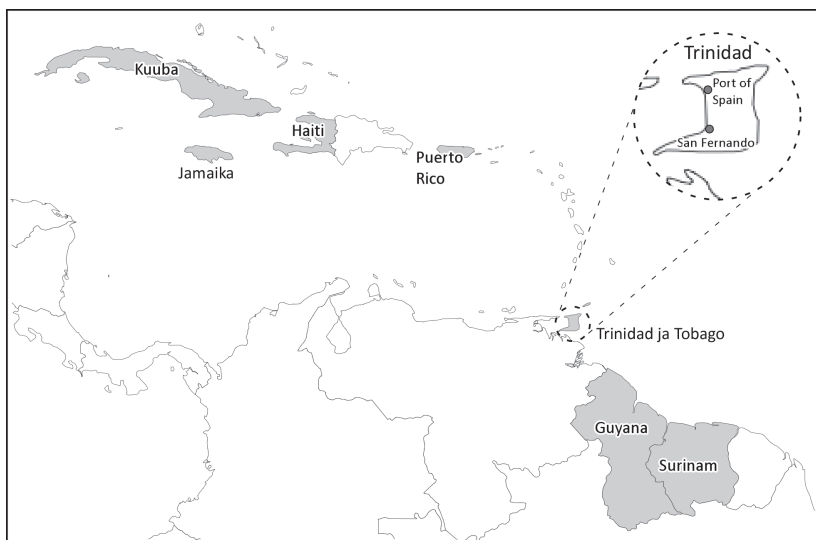 Trinidad
Port of
Spain
San Fernando
Kuuba
Haiti
Jamaika
Puerto
Rico
Trinidad ja Tobago
Guyana
Surinam